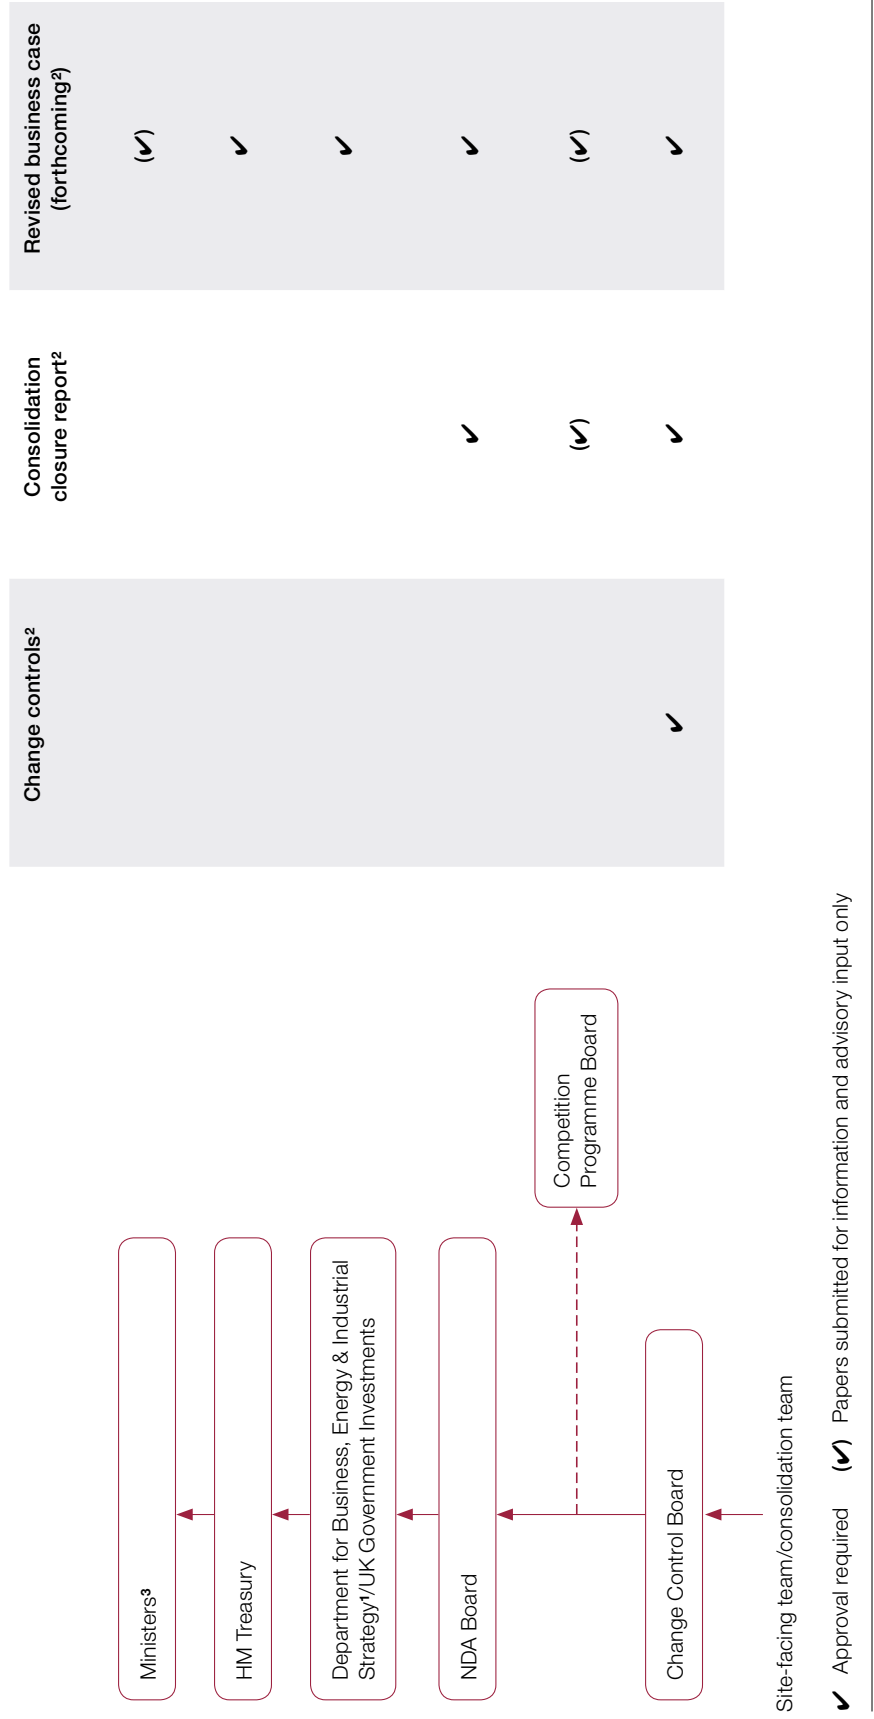 Change controls²
Consolidation
closure report²
Revised business case
(forthcoming²)
Ministers³
(✔)
HM Treasury
✔
Department for Business, Energy & Industrial
Strategy¹/UK Government Investments
✔
NDA Board
✔
✔
Competition
Programme Board
(✔)
(✔)
Change Control Board
✔
✔
✔
Site-facing team/consolidation team
✔ Approval required (✔) Papers submitted for information and advisory input only